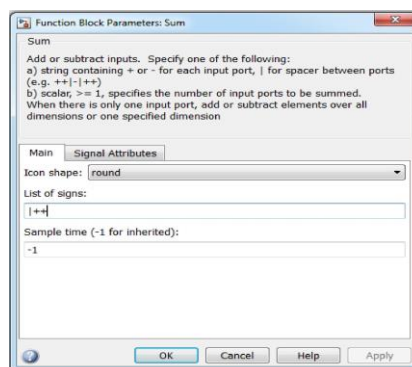 Function Block Parameters: Sum
Sum
Add or subtract inputs. Specify one of the following:
a) string containing + or - for each input port, | for spacer between ports
(e.g. ++|-|++)
b) scalar, >= 1, specifies the number of input ports to be summed.
When there is only one input port, add or subtract elements over all
dimensions or one specified dimension
Main Signal Attributes
Icon shape: round
List of signs:
|++
Sample time (-1 for inherited):
-1
OK Cancel Help Apply